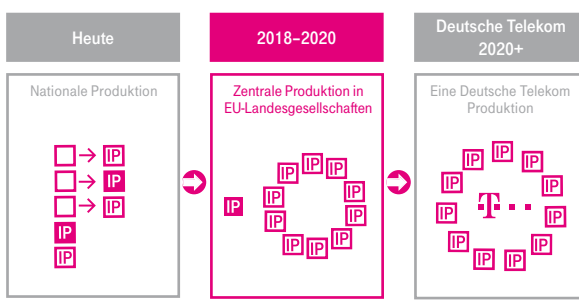 Heute
Nationale Produktion
→ IP
→ IP
→ IP
IP
IP
2018–2020
Zentrale Produktion in
EU-Landesgesellschaften
IP
IP
IP
IP
IP
IP
IP
IP
IP
IP
IP
Deutsche Telekom
2020+
Eine Deutsche Telekom
Produktion
IP
IP
IP
IP
IP
IP
IP
IP
IP
IP
IP
T